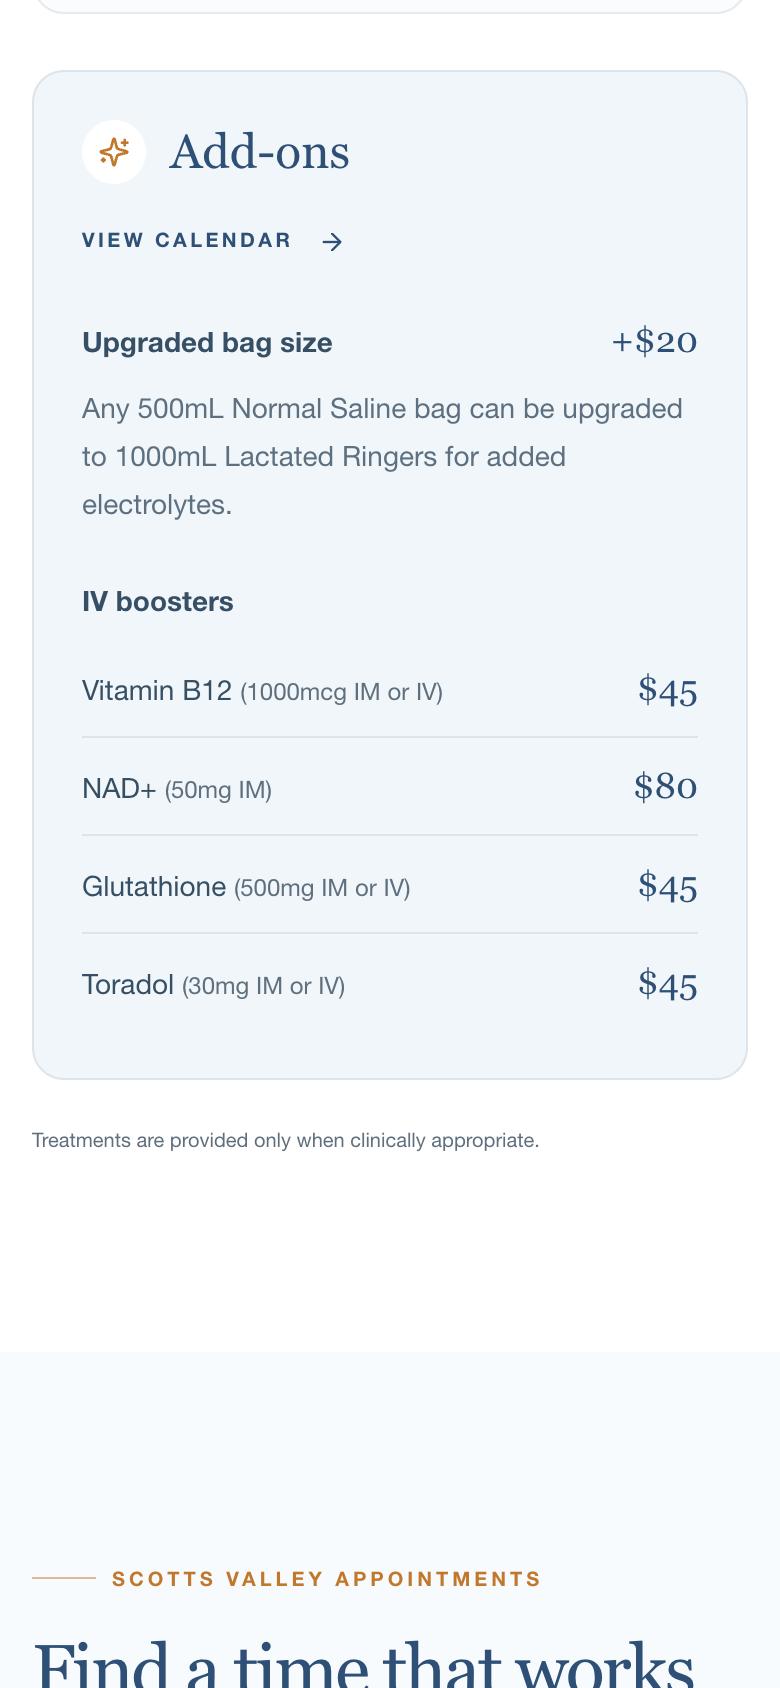 Add-ons
VIEW CALENDAR →
Upgraded bag size +$20
Any 500mL Normal Saline bag can be upgraded
to 1000mL Lactated Ringers for added
electrolytes.
IV boosters
Vitamin B12 (1000mcg IM or IV) $45
NAD+ (50mg IM) $80
Glutathione (500mg IM or IV) $45
Toradol (30mg IM or IV) $45
Treatments are provided only when clinically appropriate.
SCOTTS VALLEY APPOINTMENTS
Find a time that works